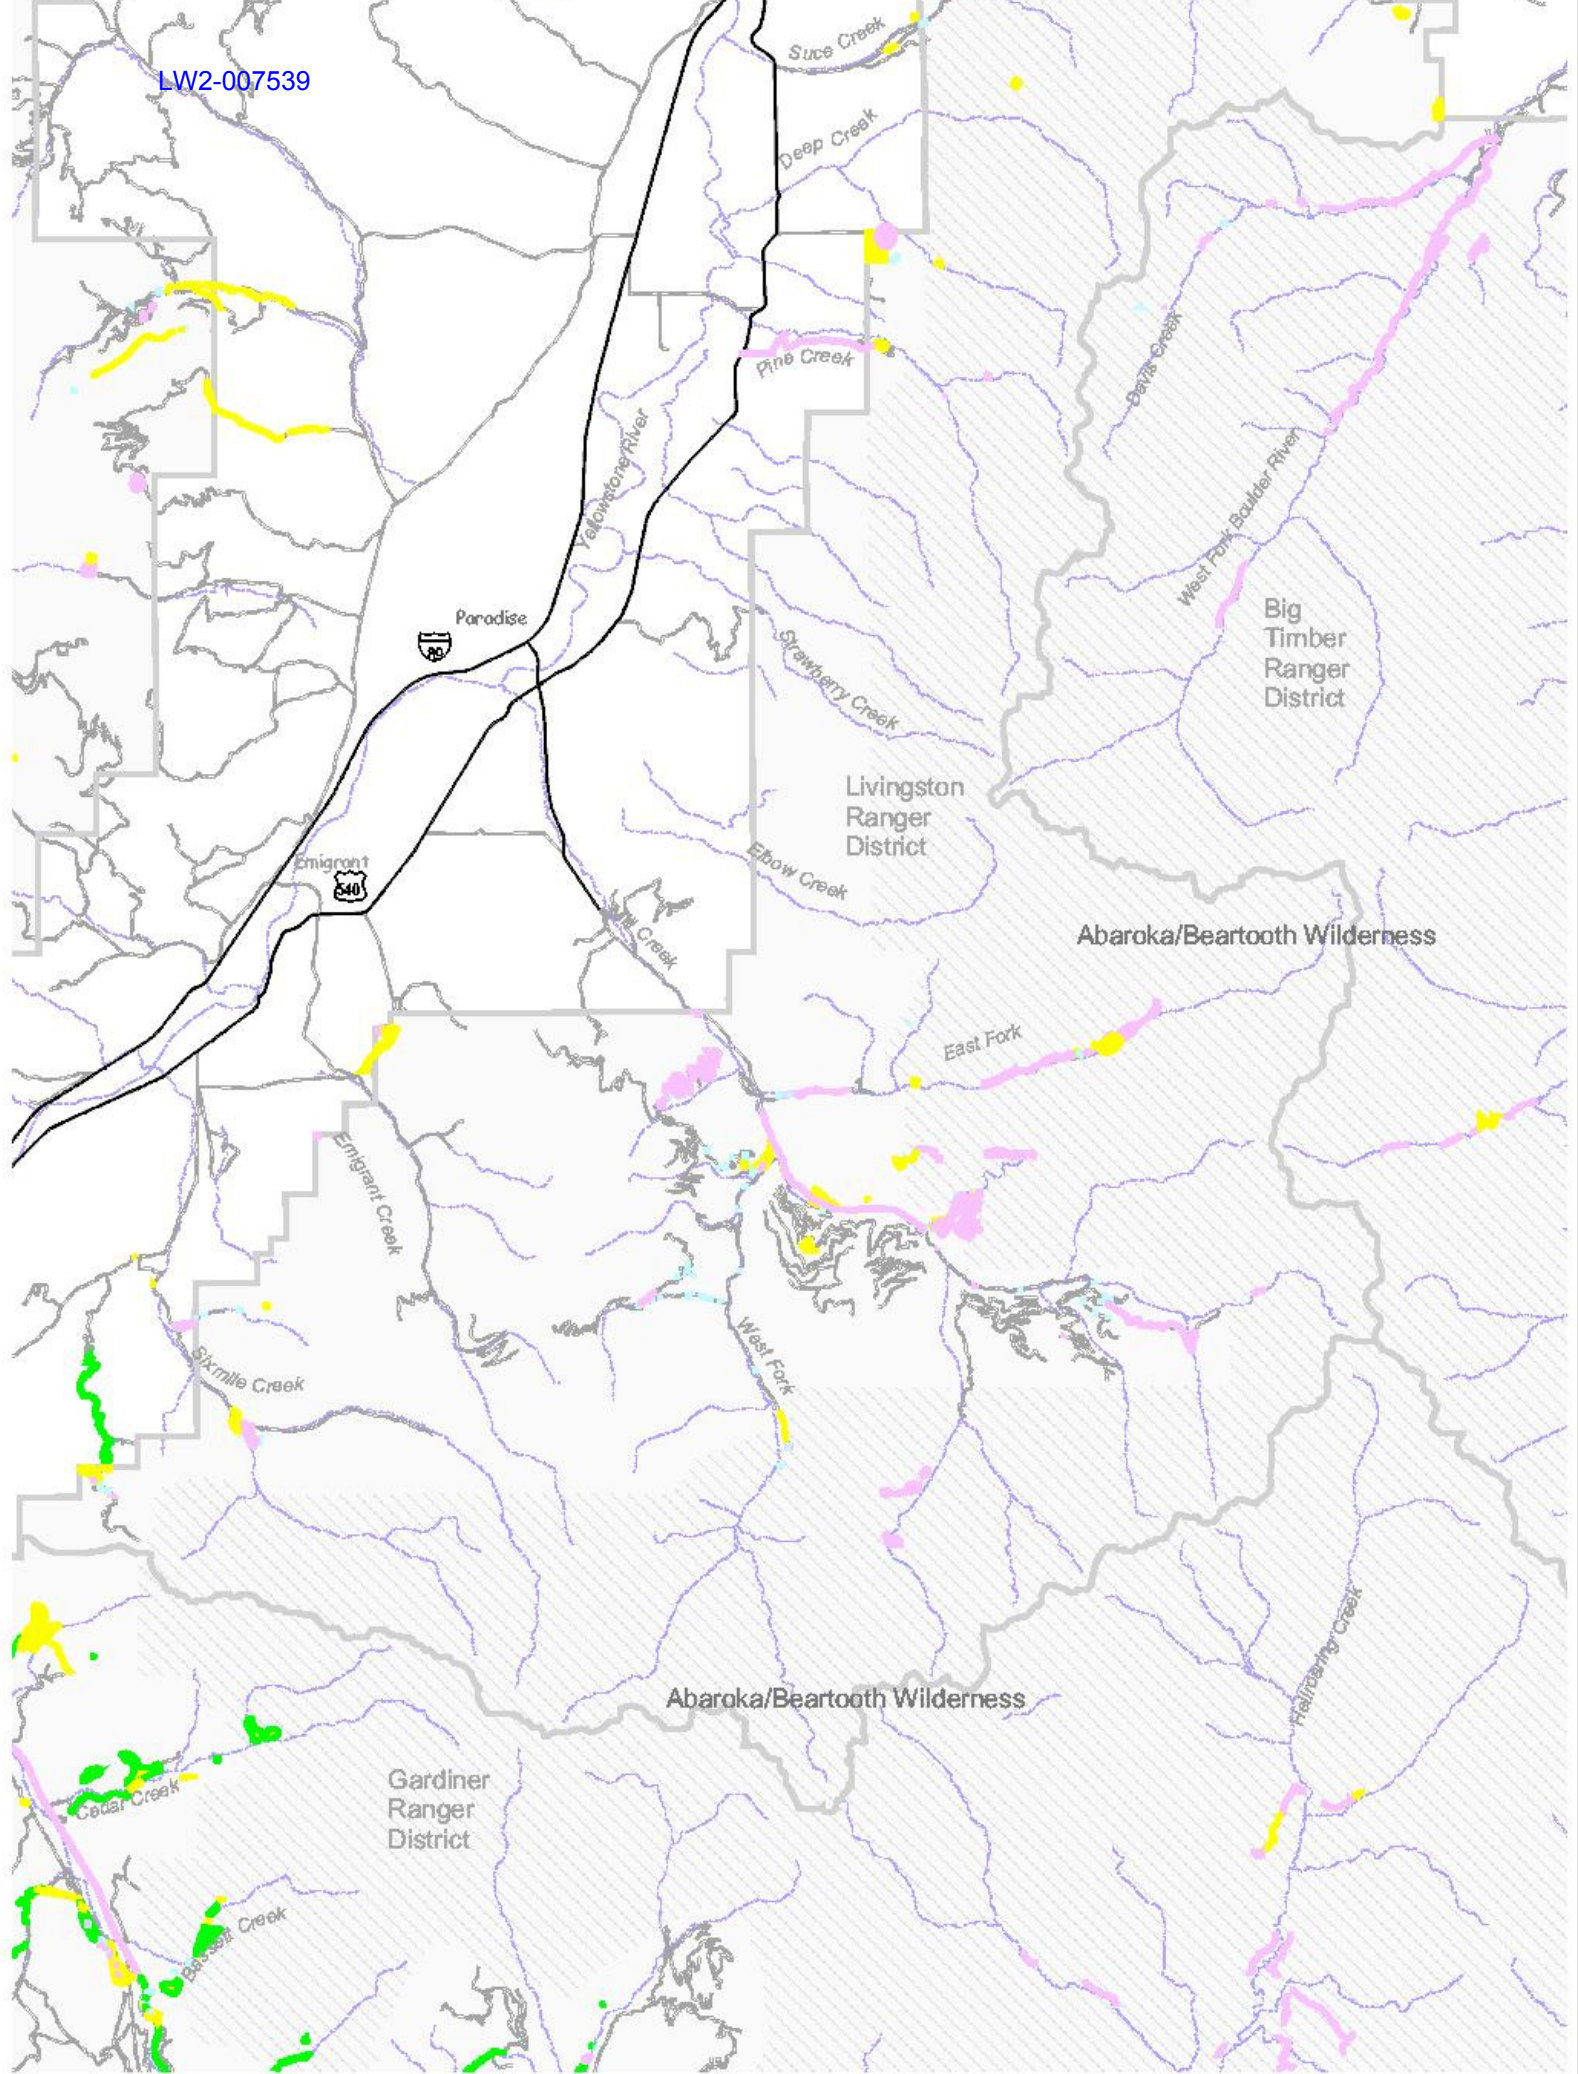 Suce Creek
LW2-007539
Deep Creek
Pine Creek
Davis Creek
Yellowstone River
West Fork Boulder River
Paradise
89
Big
Timber
Ranger
District
Strawberry Creek
Livingston
Ranger
District
Emigrant
540
Elbow Creek
Mill Creek
Abaroka/Beartooth Wilderness
East Fork
Emigrant Creek
West Fork
Sixmile Creek
Hellroaring Creek
Abaroka/Beartooth Wilderness
Gardiner
Ranger
District
Cedar Creek
Bassett Creek